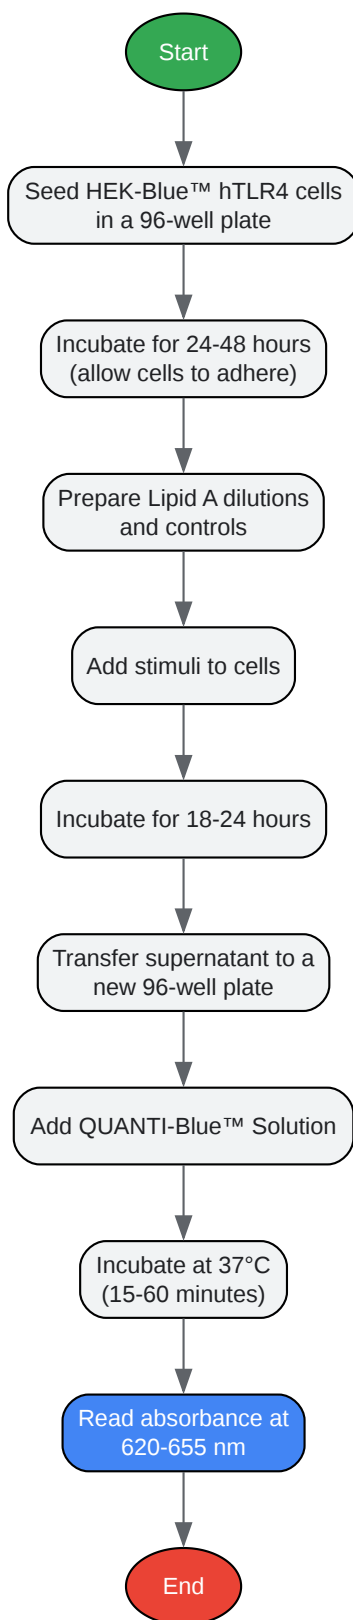 Start
Seed HEK-Blue™ hTLR4 cells
in a 96-well plate
Incubate for 24-48 hours
(allow cells to adhere)
Prepare Lipid A dilutions
and controls
Add stimuli to cells
Incubate for 18-24 hours
Transfer supernatant to a
new 96-well plate
Add QUANTI-Blue™ Solution
Incubate at 37°C
(15-60 minutes)
Read absorbance at
620-655 nm
End